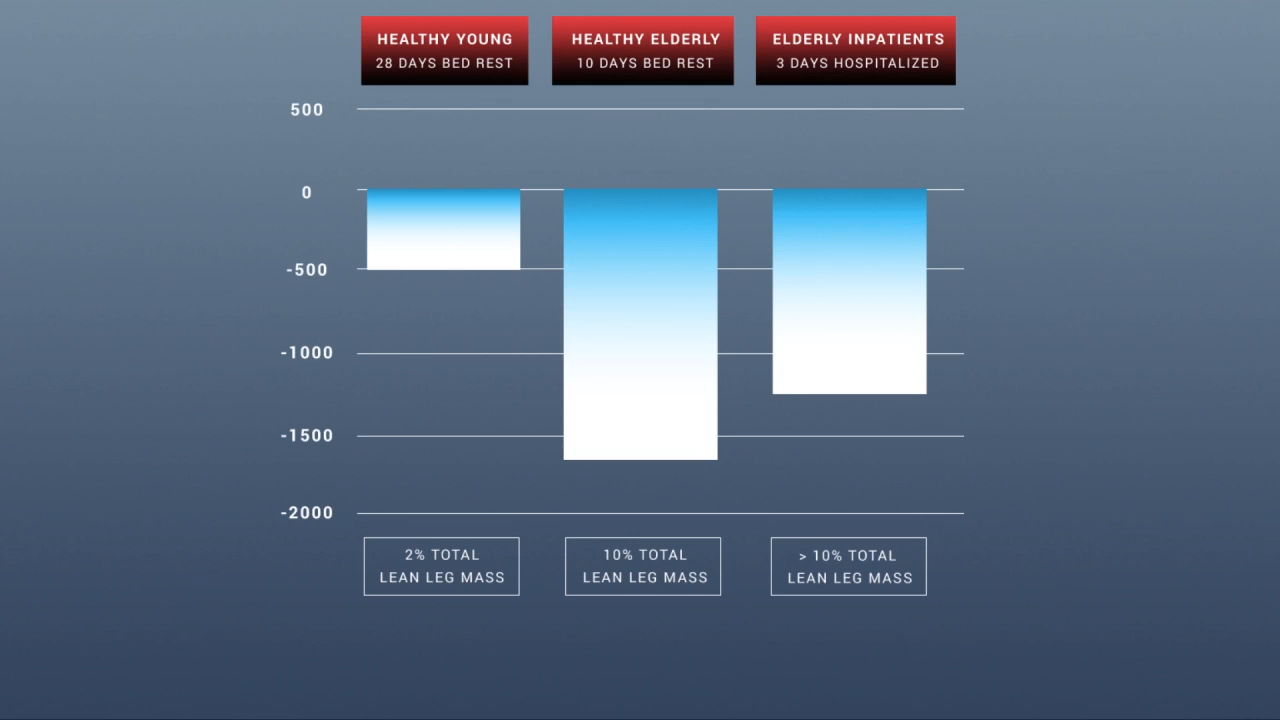 HEALTHY YOUNG
28 DAYS BED REST
HEALTHY ELDERLY
10 DAYS BED REST
ELDERLY INPATIENTS
3 DAYS HOSPITALIZED
500
0
-500
-1000
-1500
-2000
2% TOTAL
LEAN LEG MASS
10% TOTAL
LEAN LEG MASS
> 10% TOTAL
LEAN LEG MASS